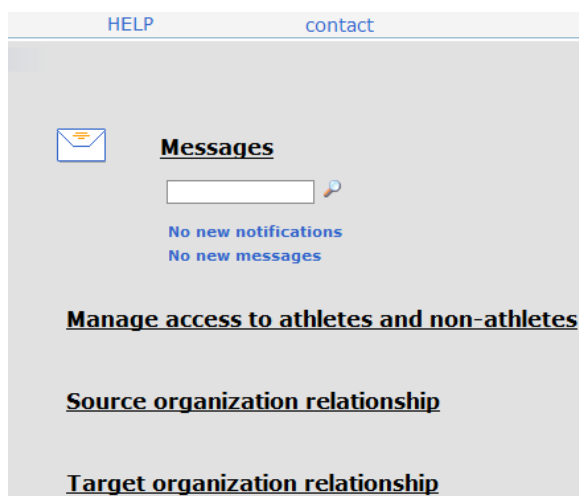 HELP contact
Messages
No new notifications
No new messages
Manage access to athletes and non-athletes
Source organization relationship
Target organization relationship